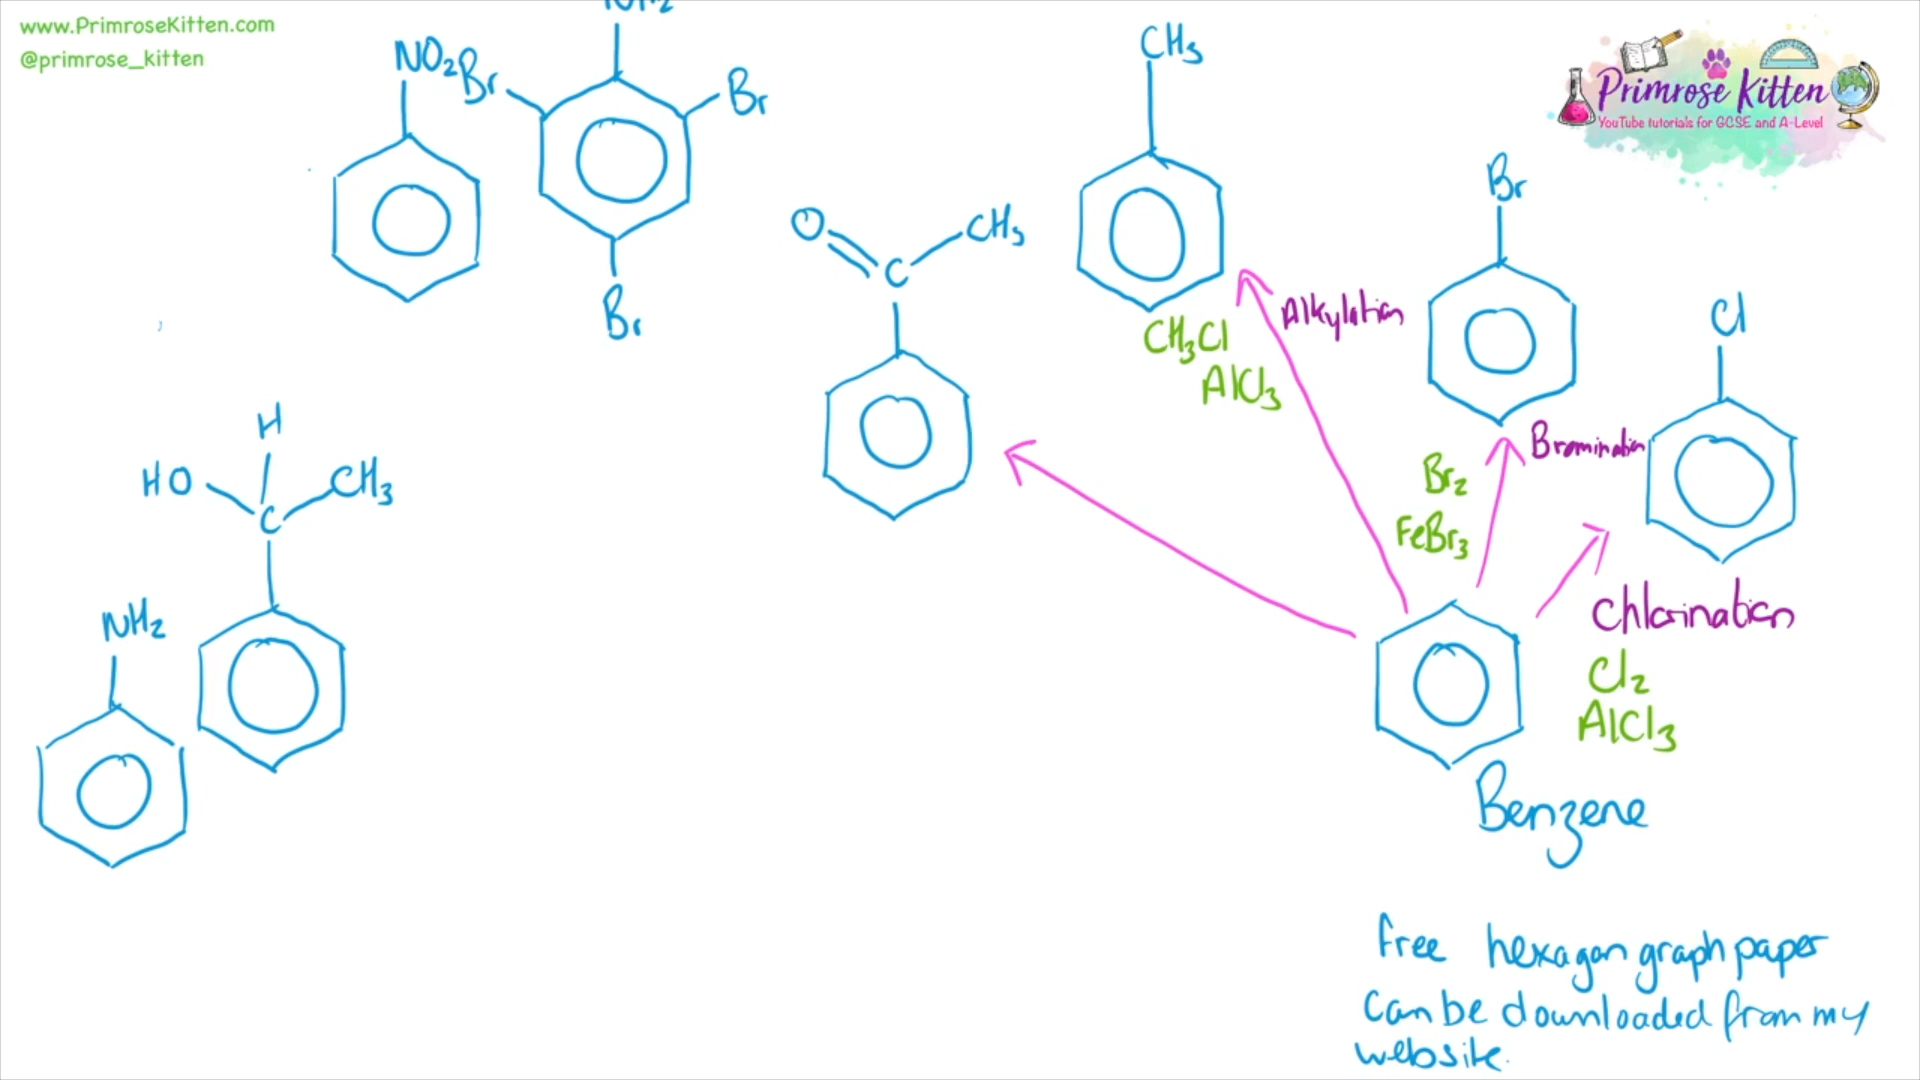 www.PrimroseKitten.com
@primrose_kitten
Primrose Kitten
YouTube tutorials for GCSE and A-Level
NO₂
Br
Br
Br
NH₂
O
C
CH₃
CH₃
CH₃Cl
AlCl₃
Alkylation
Br
Bromination
Br₂
FeBr₃
Cl
Chlorination
Cl₂
AlCl₃
H
HO
C
CH₃
NH₂
Benzene
Free hexagon graph paper
can be downloaded from my
website.